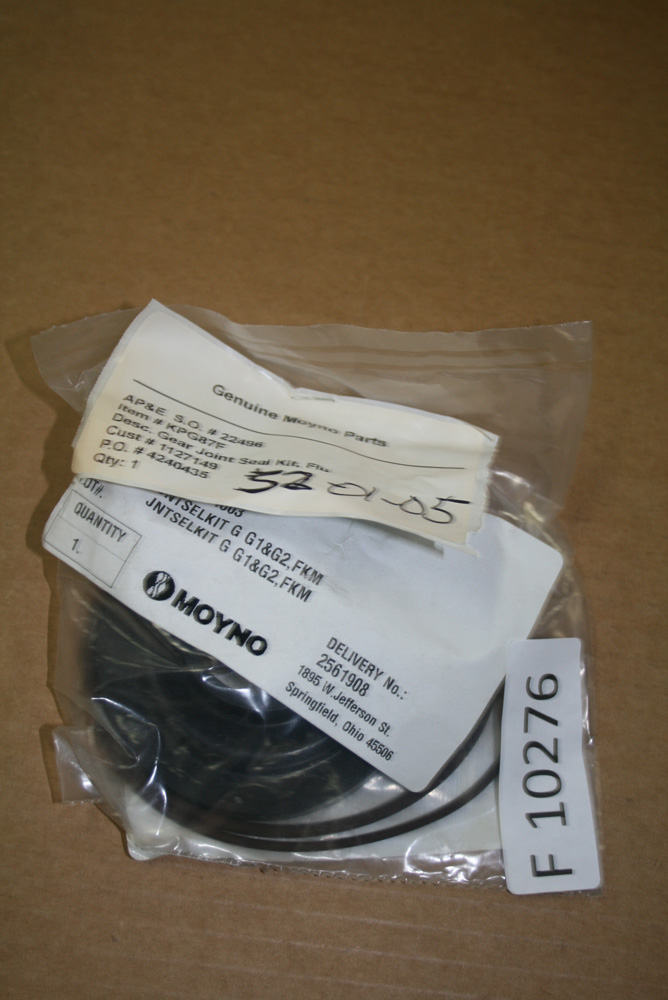 Genuine Moyno Parts
AP&E S.O. # 22496
Item # KPG87F
Desc. Gear Joint Seal Kit,
Cust # 1127149
P.O. # 4240435
Qty: 1
52-01-05
QUANTITY
1.
JNTSELKIT G G1&G2,FKM
JNTSELKIT G G1&G2,FKM
MOYNO
DELIVERY No.:
2561908
1895 W.Jefferson St.
Springfield, Ohio 45506
F 10276